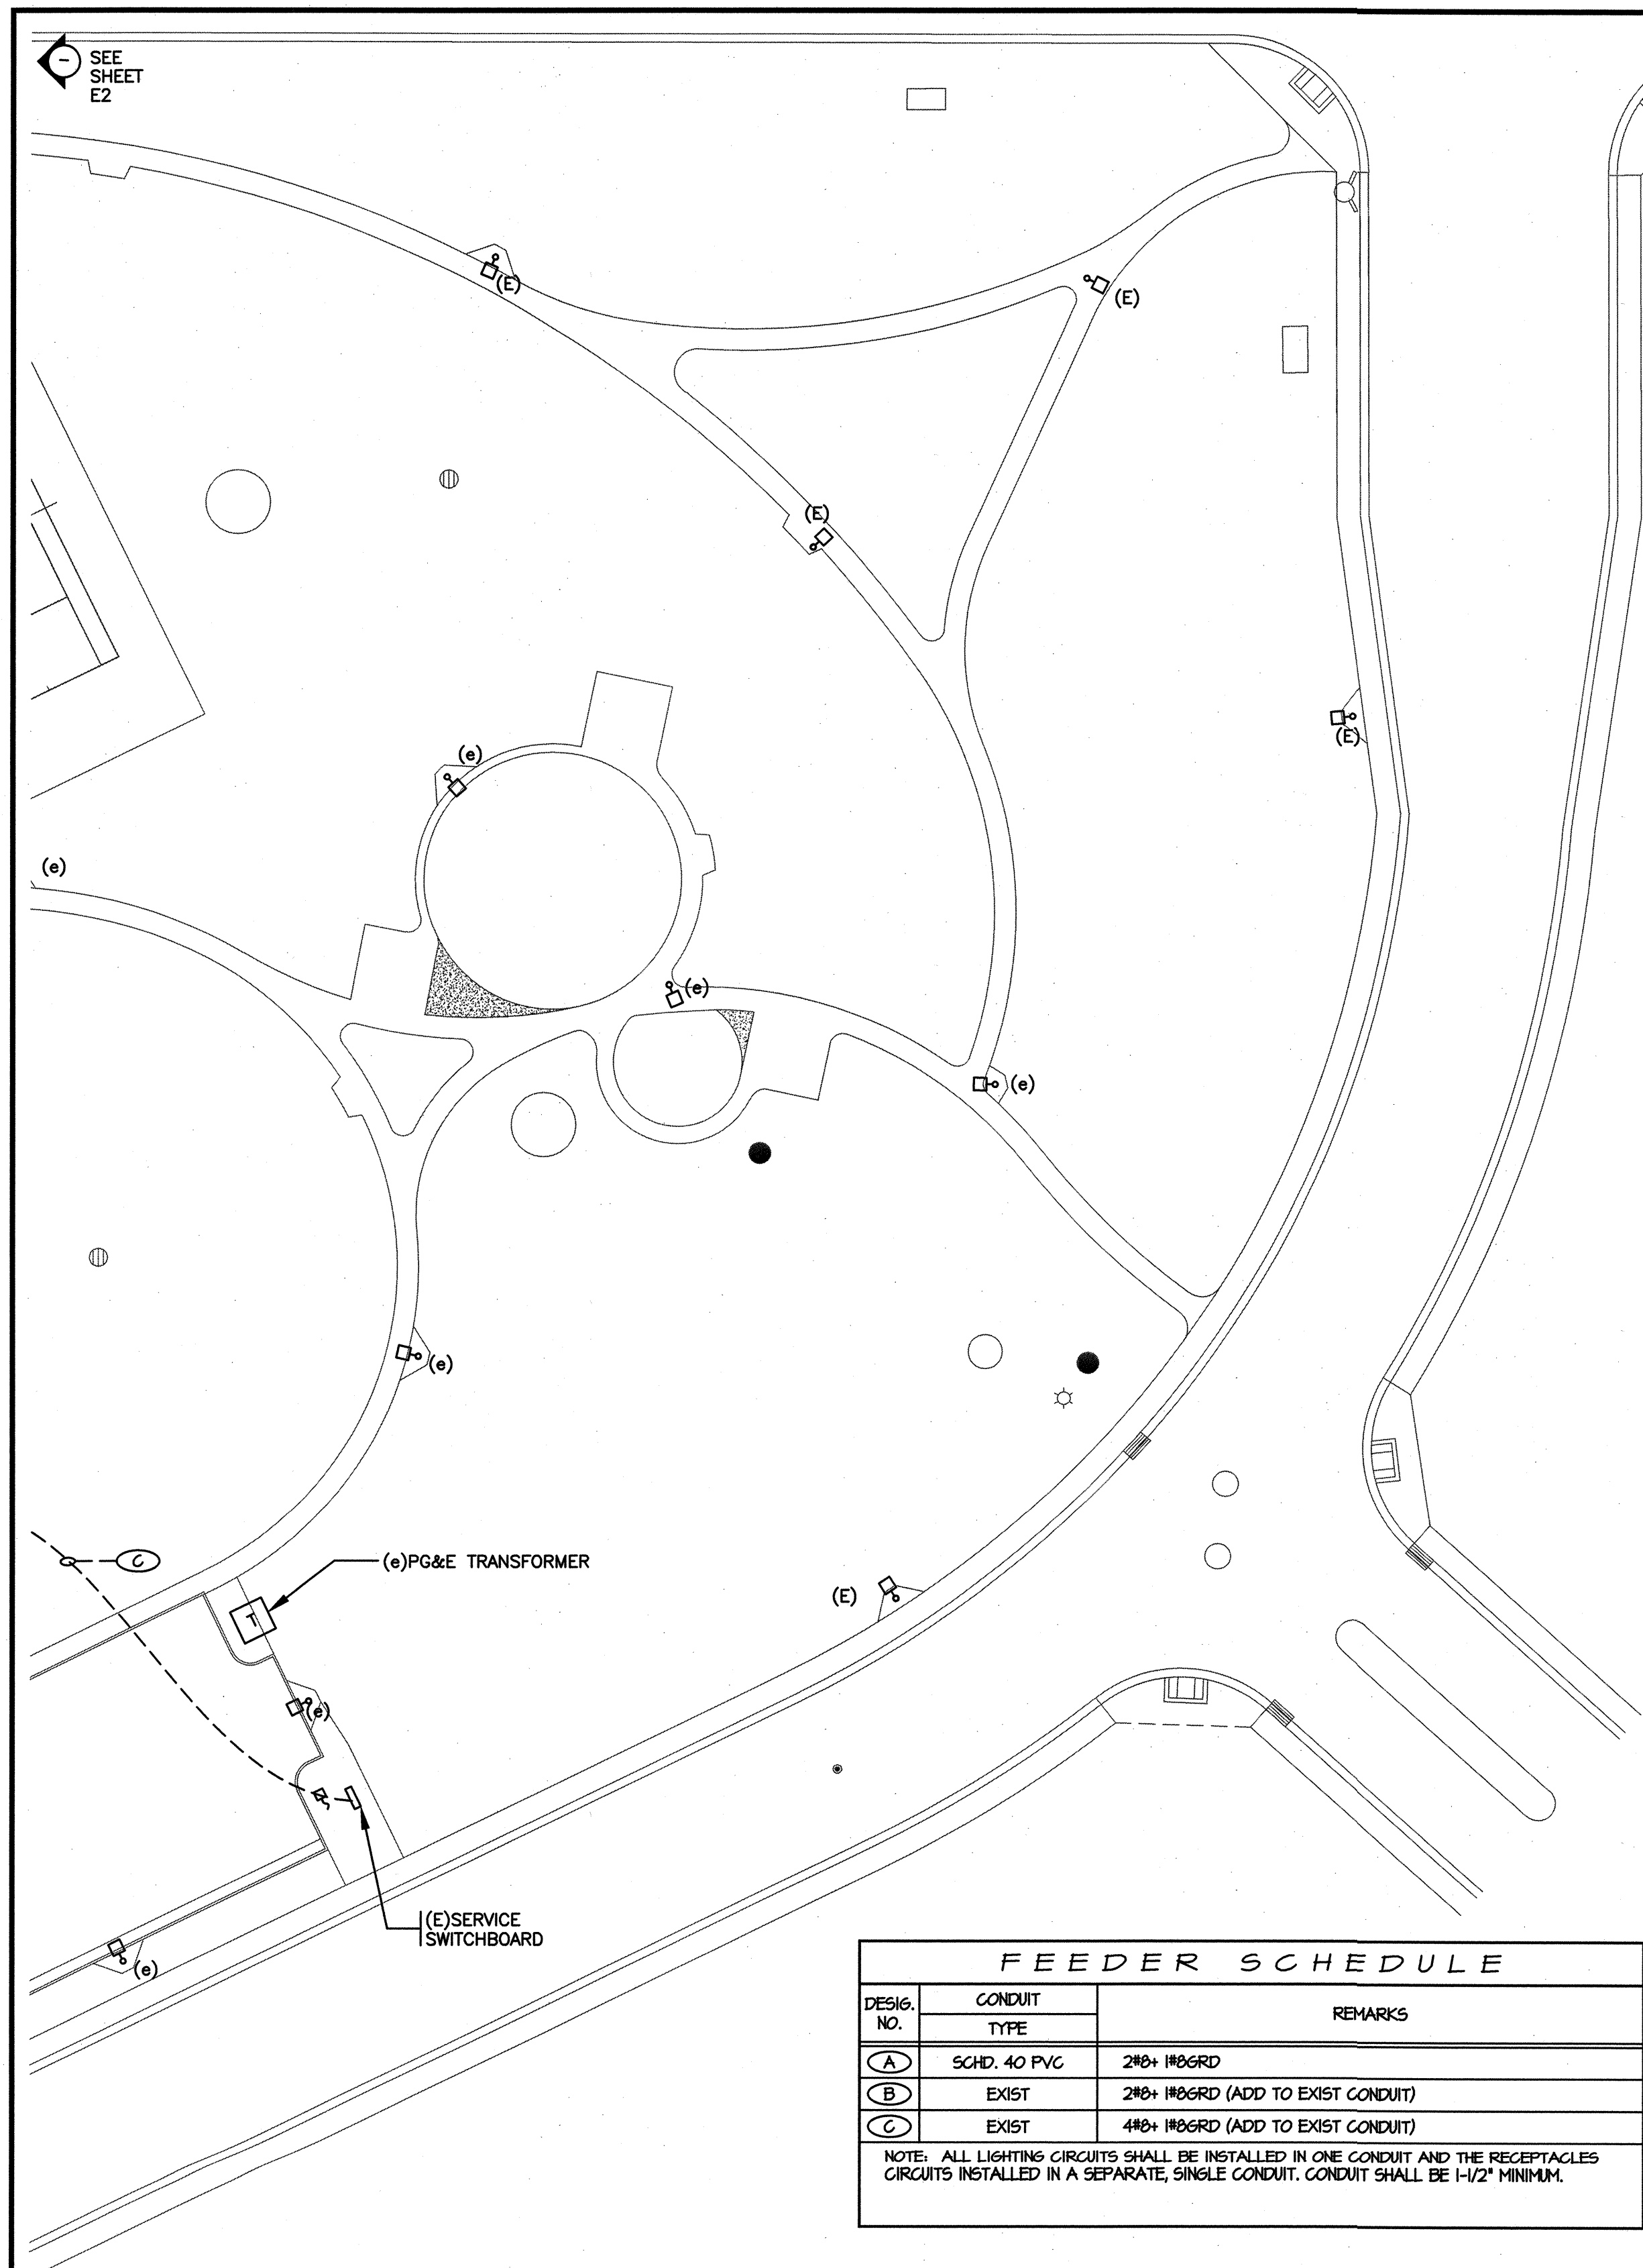 –
SEE
SHEET
E2
(E)
(E)
(E)
(E)
(e)
(e)
(e)
(e)
(e)
C
(e)PG&E TRANSFORMER
T
(E)
(e)
(E)SERVICE
SWITCHBOARD
(e)
FEEDER SCHEDULE
DESIG.
NO.
CONDUIT
TYPE
REMARKS
A SCHD. 40 PVC 2#8+ 1#8GRD
B EXIST 2#8+ 1#8GRD (ADD TO EXIST CONDUIT)
C EXIST 4#8+ 1#8GRD (ADD TO EXIST CONDUIT)
NOTE: ALL LIGHTING CIRCUITS SHALL BE INSTALLED IN ONE CONDUIT AND THE RECEPTACLES
CIRCUITS INSTALLED IN A SEPARATE, SINGLE CONDUIT. CONDUIT SHALL BE 1-1/2" MINIMUM.